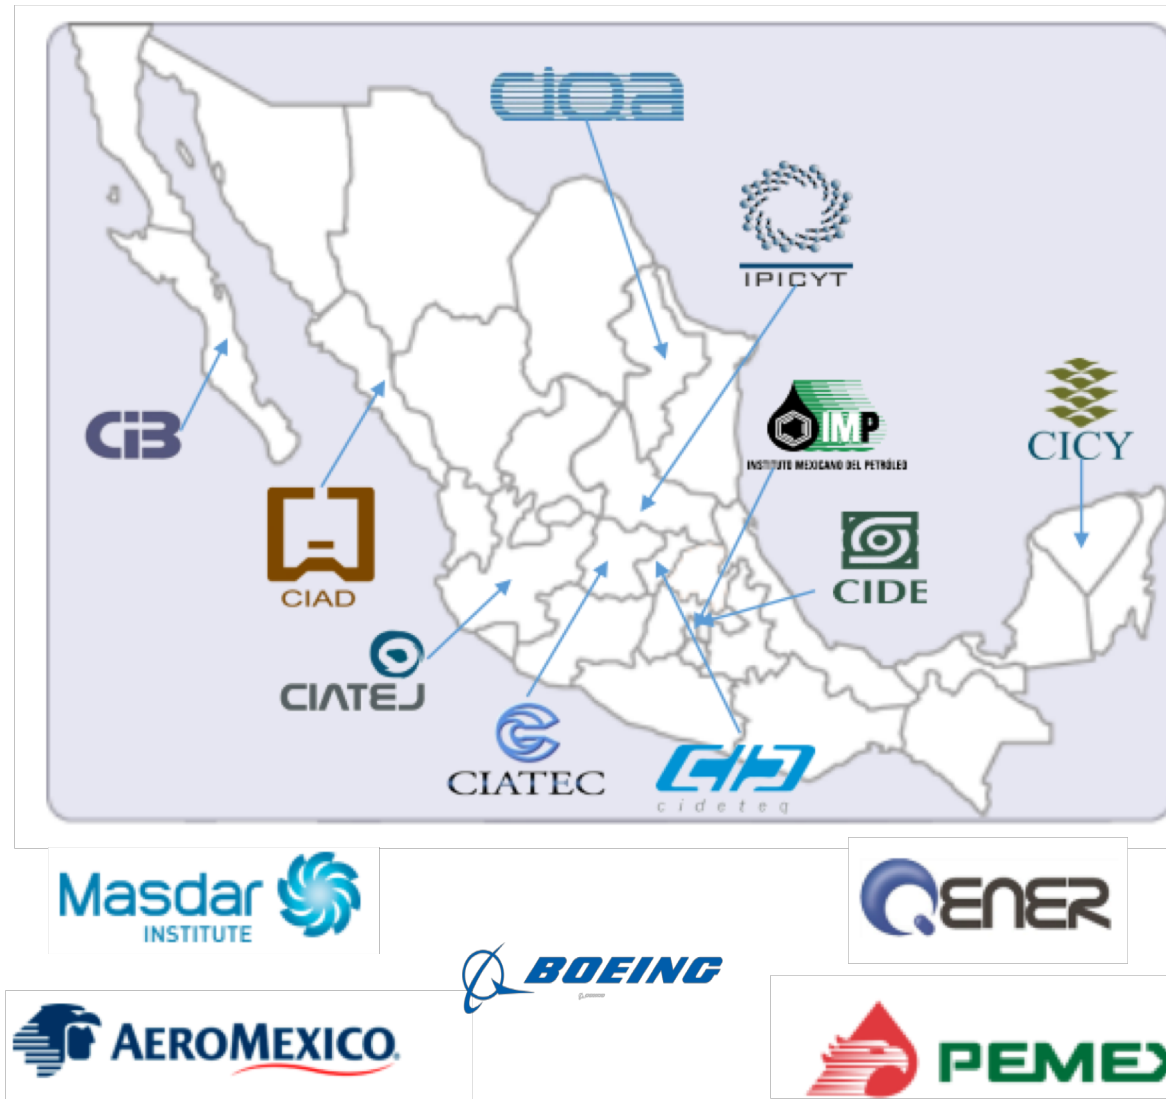 ciqa
IPICYT
IMP
INSTITUTO MEXICANO DEL PETRÓLEO
CICY
CiB
CIAD
CIDE
CIATEJ
CIATEC
cideteq
Masdar
INSTITUTE
QENER
BOEING
AEROMEXICO
PEMEX